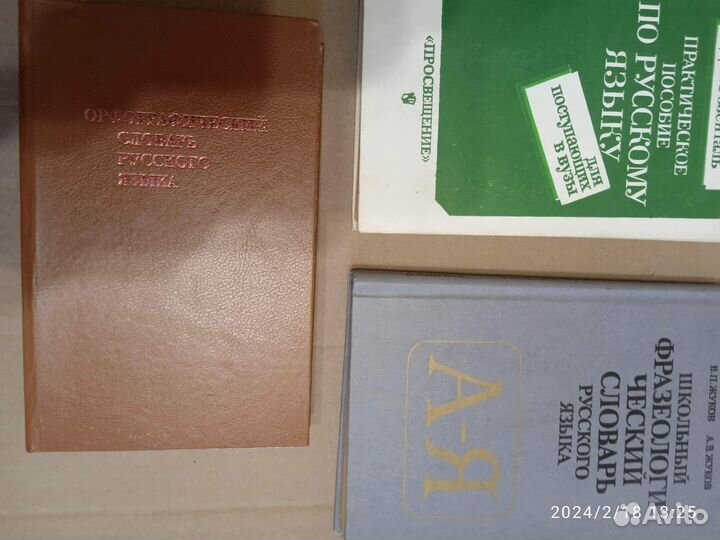 ОРФОГРАФИЧЕСКИЙ
СЛОВАРЬ
РУССКОГО
ЯЗЫКА
ПРАКТИЧЕСКОЕ
ПОСОБИЕ
ПО РУССКОМУ
ЯЗЫКУ
для
поступающих
в вузы
«ПРОСВЕЩЕНИЕ»
В.П.ЖУКОВ А.В.ЖУКОВ
ШКОЛЬНЫЙ
ФРАЗЕОЛОГИ
ЧЕСКИЙ
СЛОВАРЬ
РУССКОГО
ЯЗЫКА
А-Я
2024/2/18 13:25
Avito